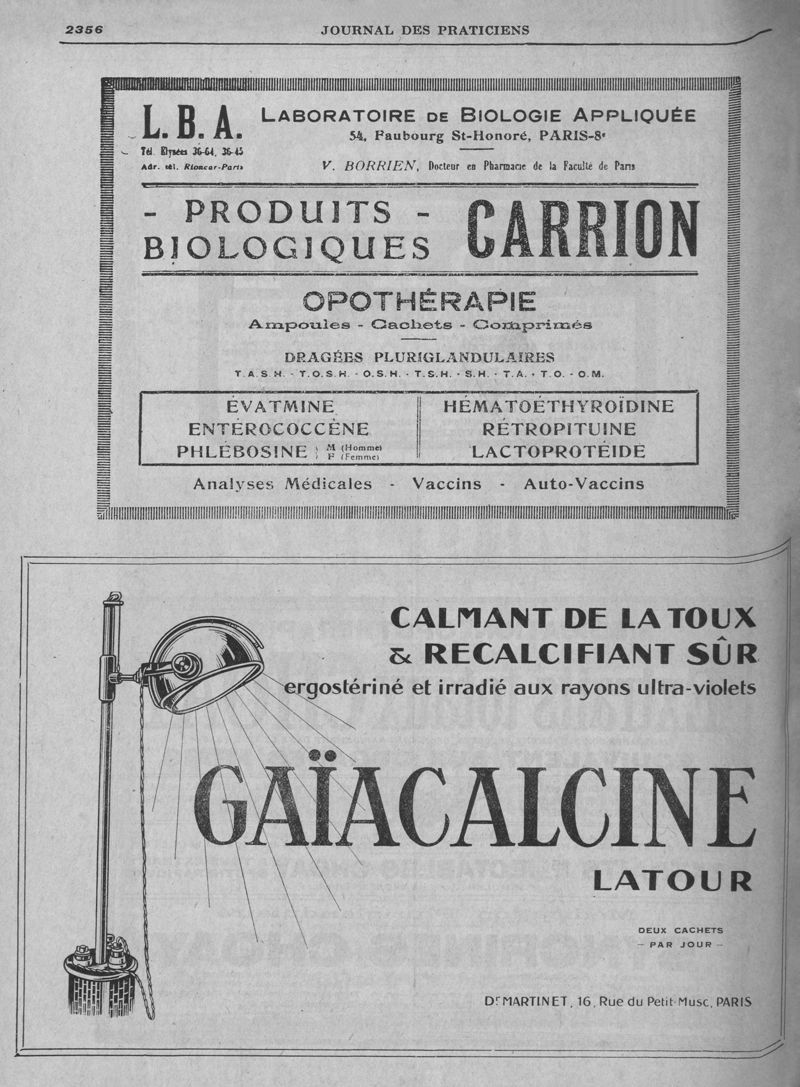 2356
JOURNAL DES PRATICIENS
L.B.A.
Tél. Elysées 36-64, 36-45
Adr. tél. Rioncar-Paris
LABORATOIRE DE BIOLOGIE APPLIQUÉE
54, Faubourg St-Honoré, PARIS-8e
V. BORRIEN, Docteur en Pharmacie de la Faculté de Paris
- PRODUITS -
BIOLOGIQUES
CARRION
OPOTHÉRAPIE
Ampoules - Cachets - Comprimés
DRAGÉES PLURIGLANDULAIRES
T.A.S.H. - T.O.S.H. - O.S.H. - T.S.H. - S.H. - T.A. - T.O. - O.M.
ÉVATMINE
ENTÉROCOCCÈNE
PHLÉBOSINE } M (Homme)
F (Femme)
HÉMATOÉTHYROÏDINE
RÉTROPITUINE
LACTOPROTÉIDE
Analyses Médicales - Vaccins - Auto-Vaccins
CALMANT DE LA TOUX
& RECALCIFIANT SÛR
ergostériné et irradié aux rayons ultra-violets
GAÏACALCINE
LATOUR
DEUX CACHETS
- PAR JOUR -
Dr MARTINET, 16, Rue du Petit-Musc, PARIS